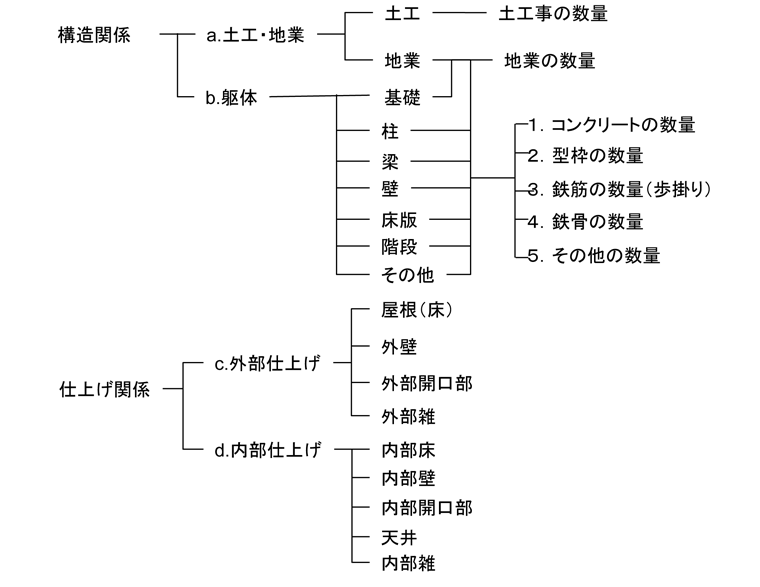 構造関係
a.土工・地業
土工
土工事の数量
地業
地業の数量
b.躯体
基礎
柱
梁
壁
床版
階段
その他
1. コンクリートの数量
2. 型枠の数量
3. 鉄筋の数量(歩掛り)
4. 鉄骨の数量
5. その他の数量
仕上げ関係
c.外部仕上げ
屋根(床)
外壁
外部開口部
外部雑
d.内部仕上げ
内部床
内部壁
内部開口部
天井
内部雑